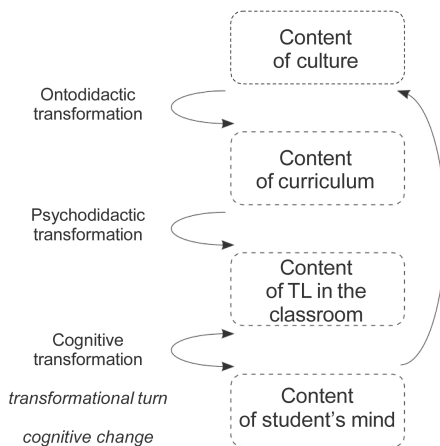 Content
of culture
Ontodidactic
transformation
Content
of curriculum
Psychodidactic
transformation
Content
of TL in the
classroom
Cognitive
transformation
transformational turn
cognitive change
Content
of student's mind